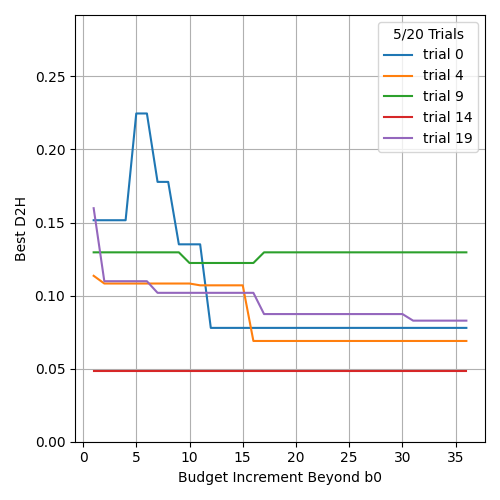 5/20 Trials
trial 0
trial 4
trial 9
trial 14
trial 19
0.25
0.20
0.15
0.10
0.05
0.00
Best D2H
0 5 10 15 20 25 30 35
Budget Increment Beyond b0